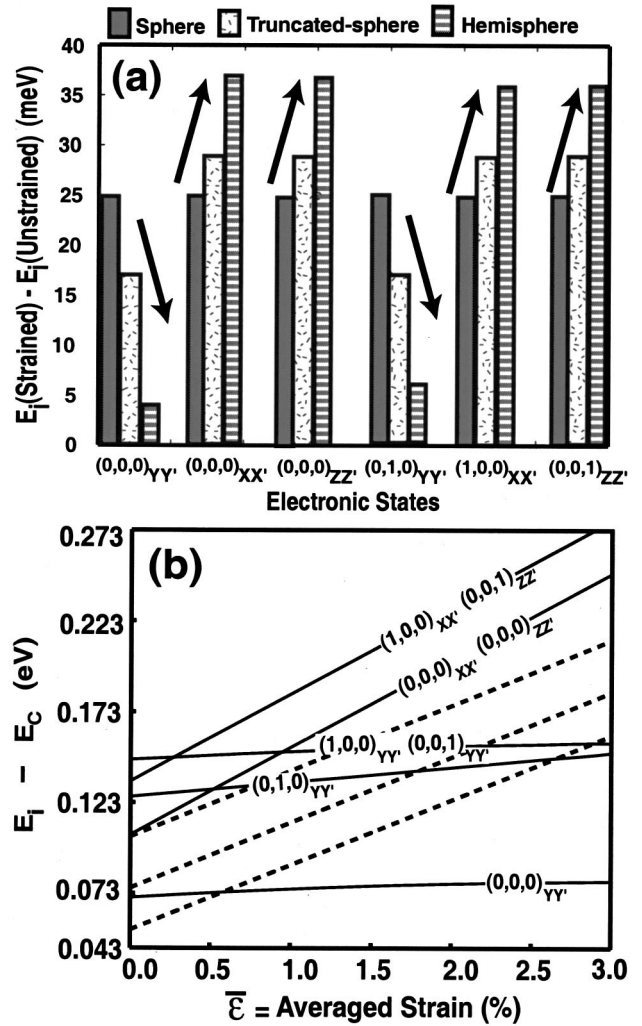 Sphere Truncated-sphere Hemisphere
(a)
E_i(Strained) - E_i(Unstrained) (meV)
40
35
30
25
20
15
10
5
0
(0,0,0)YY' (0,0,0)XX' (0,0,0)ZZ' (0,1,0)YY' (1,0,0)XX' (0,0,1)ZZ'
Electronic States
(b)
E_i – E_C (eV)
0.273
0.223
0.173
0.123
0.073
0.043
(1,0,0)XX' (0,0,1)ZZ'
(0,0,0)XX' (0,0,0)ZZ'
(1,0,0)YY' (0,0,1)YY'
(0,1,0)YY'
(0,0,0)YY'
0.0 0.5 1.0 1.5 2.0 2.5 3.0
ε̅ = Averaged Strain (%)